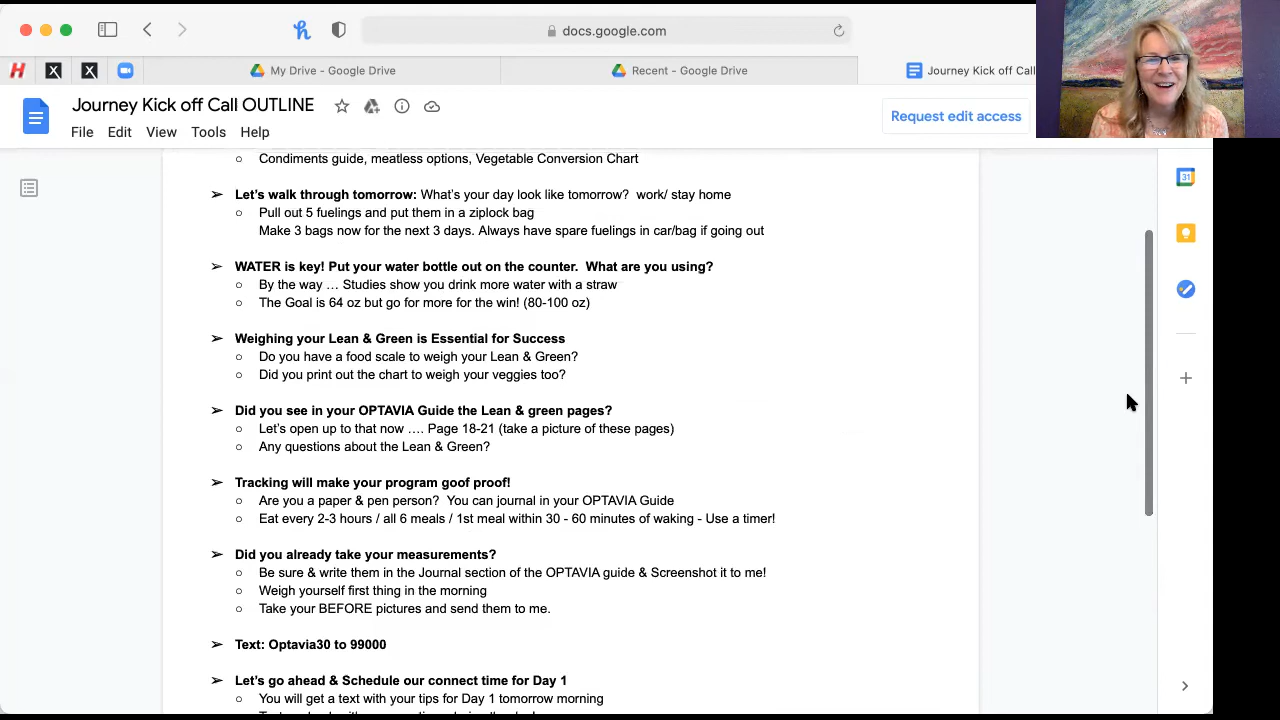 docs.google.com
My Drive - Google Drive
Recent - Google Drive
Journey Kick off Call
Journey Kick off Call OUTLINE
Request edit access
File Edit View Tools Help
31
○ Condiments guide, meatless options, Vegetable Conversion Chart
➢ Let's walk through tomorrow: What's your day look like tomorrow? work/ stay home
○ Pull out 5 fuelings and put them in a ziplock bag
Make 3 bags now for the next 3 days. Always have spare fuelings in car/bag if going out
➢ WATER is key! Put your water bottle out on the counter. What are you using?
○ By the way … Studies show you drink more water with a straw
○ The Goal is 64 oz but go for more for the win! (80-100 oz)
➢ Weighing your Lean & Green is Essential for Success
○ Do you have a food scale to weigh your Lean & Green?
○ Did you print out the chart to weigh your veggies too?
➢ Did you see in your OPTAVIA Guide the Lean & green pages?
○ Let's open up to that now …. Page 18-21 (take a picture of these pages)
○ Any questions about the Lean & Green?
➢ Tracking will make your program goof proof!
○ Are you a paper & pen person? You can journal in your OPTAVIA Guide
○ Eat every 2-3 hours / all 6 meals / 1st meal within 30 - 60 minutes of waking - Use a timer!
➢ Did you already take your measurements?
○ Be sure & write them in the Journal section of the OPTAVIA guide & Screenshot it to me!
○ Weigh yourself first thing in the morning
○ Take your BEFORE pictures and send them to me.
➢ Text: Optavia30 to 99000
➢ Let's go ahead & Schedule our connect time for Day 1
○ You will get a text with your tips for Day 1 tomorrow morning